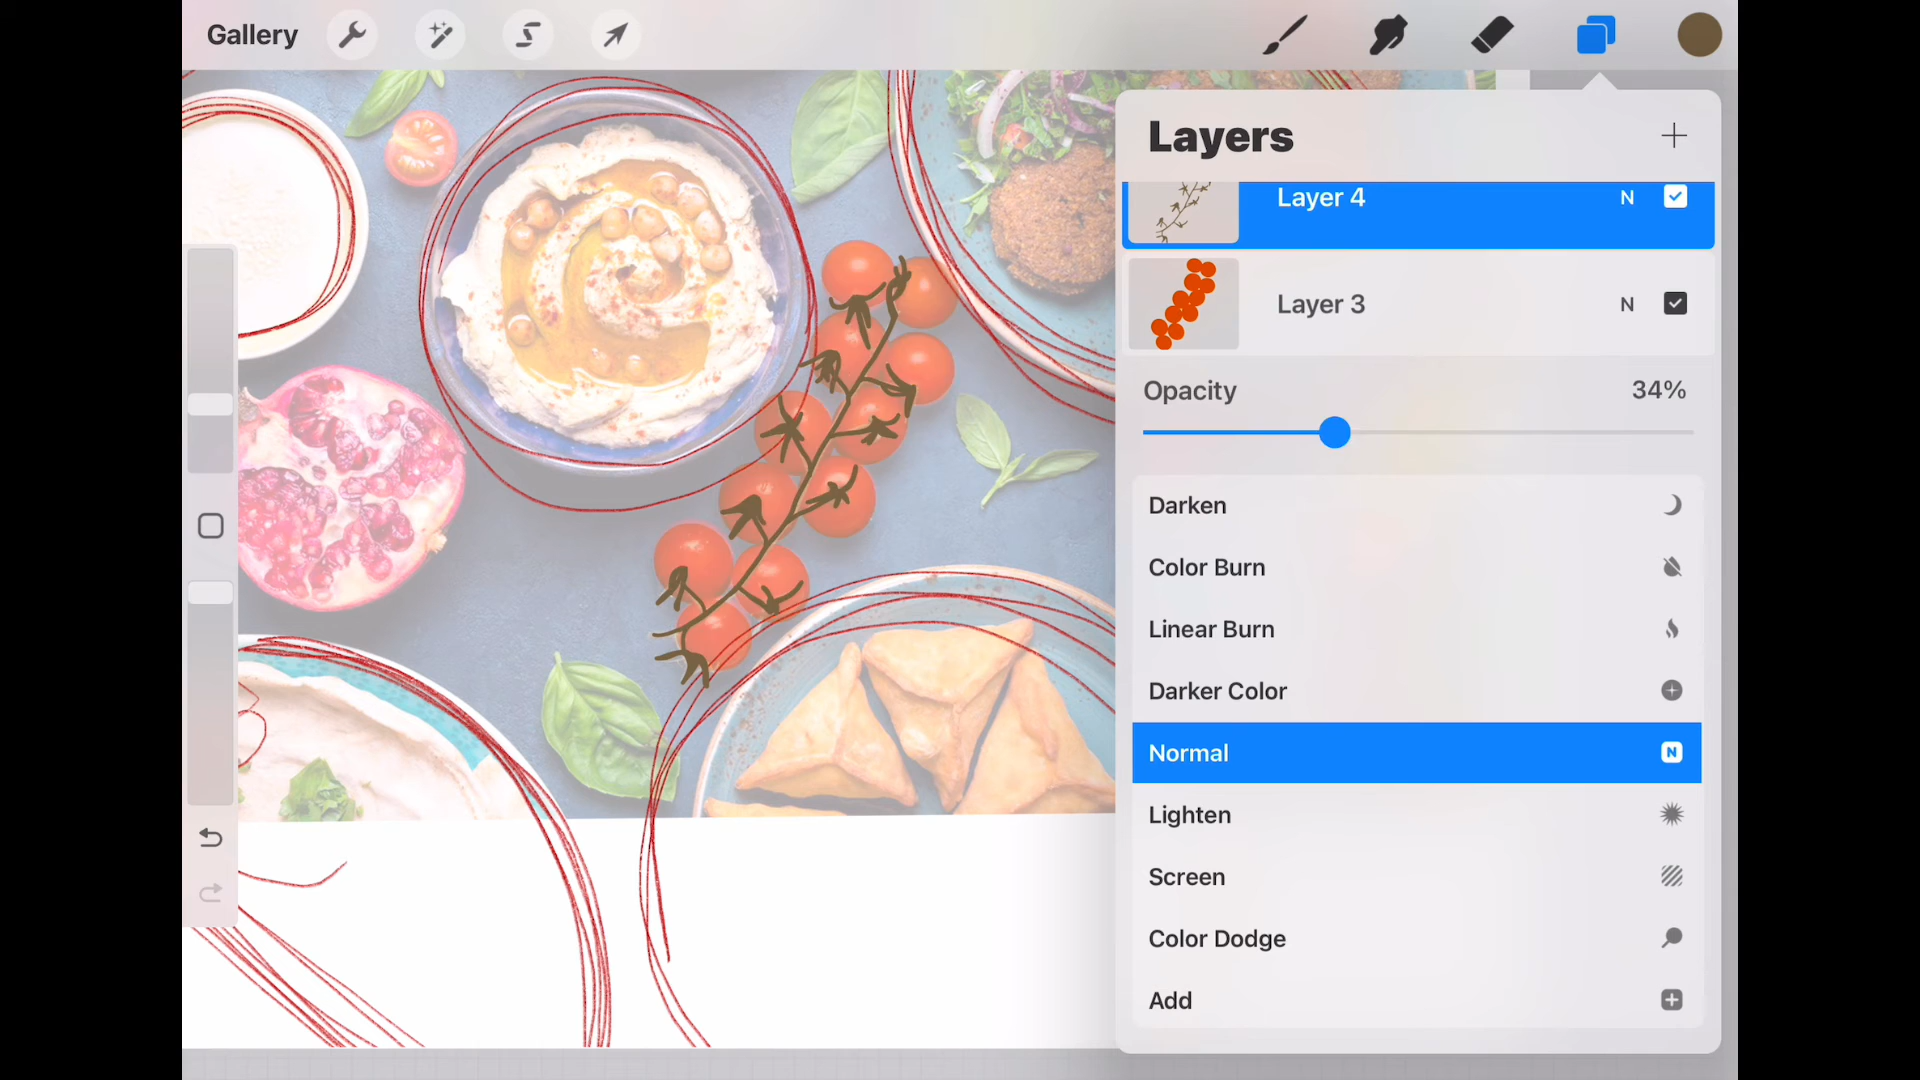 Gallery
Layers
Layer 4 N
Layer 3 N
Opacity 34%
Darken
Color Burn
Linear Burn
Darker Color
Normal N
Lighten
Screen
Color Dodge
Add